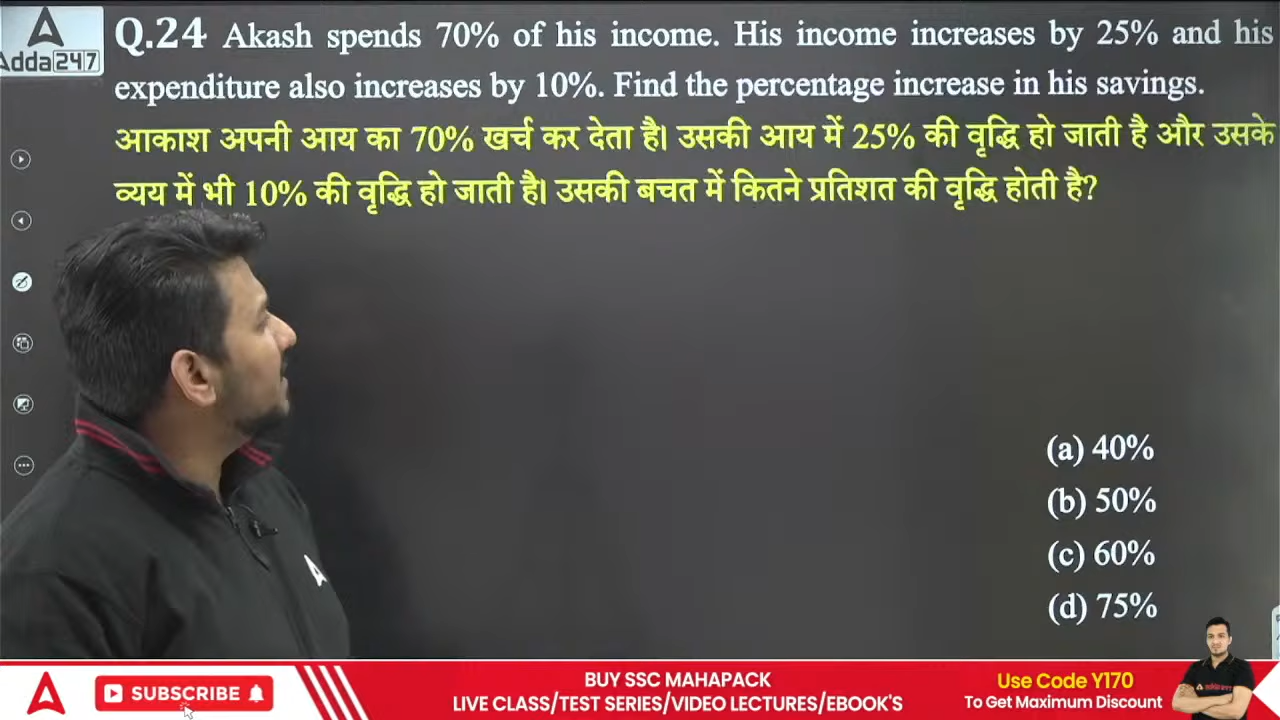 Q.24 Akash spends 70% of his income. His income increases by 25% and his
expenditure also increases by 10%. Find the percentage increase in his savings.
आकाश अपनी आय का 70% खर्च कर देता है। उसकी आय में 25% की वृद्धि हो जाती है और उसके
व्यय में भी 10% की वृद्धि हो जाती है। उसकी बचत में कितने प्रतिशत की वृद्धि होती है?
Adda247
(a) 40%
(b) 50%
(c) 60%
(d) 75%
SUBSCRIBE
BUY SSC MAHAPACK
LIVE CLASS/TEST SERIES/VIDEO LECTURES/EBOOK'S
Use Code Y170
To Get Maximum Discount